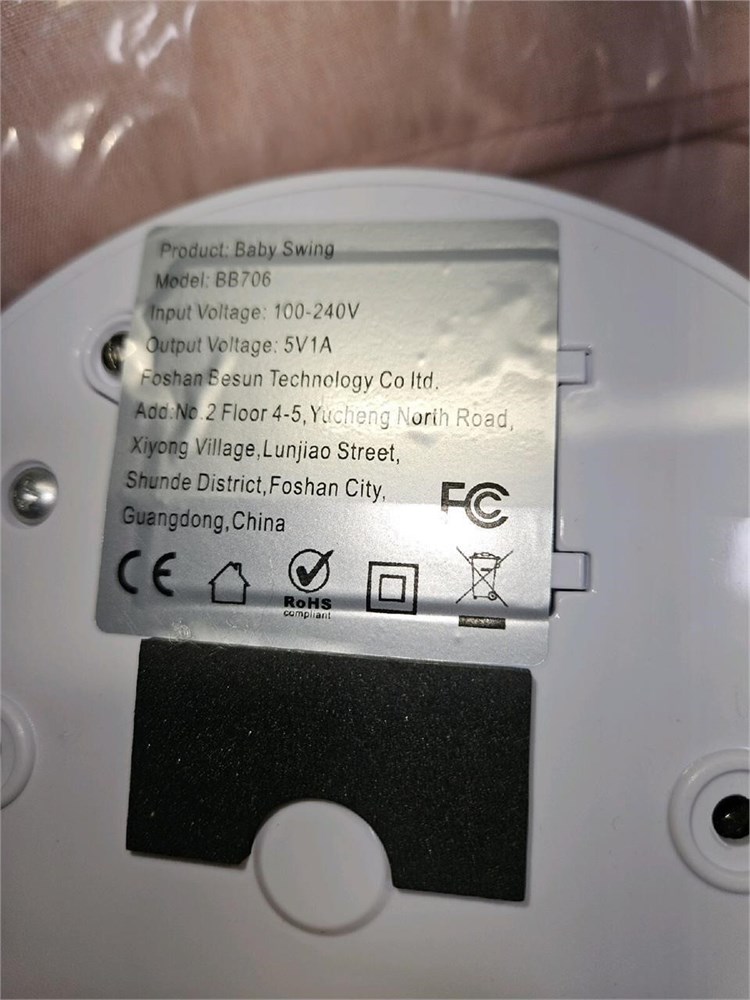 Product: Baby Swing
Model: BB706
Input Voltage: 100-240V
Output Voltage: 5V1A
Foshan Besun Technology Co ltd.
Add:No.2 Floor 4-5,Yucheng North Road,
Xiyong Village,Lunjiao Street,
Shunde District,Foshan City,
Guangdong,China
FC
CE
RoHS
compliant